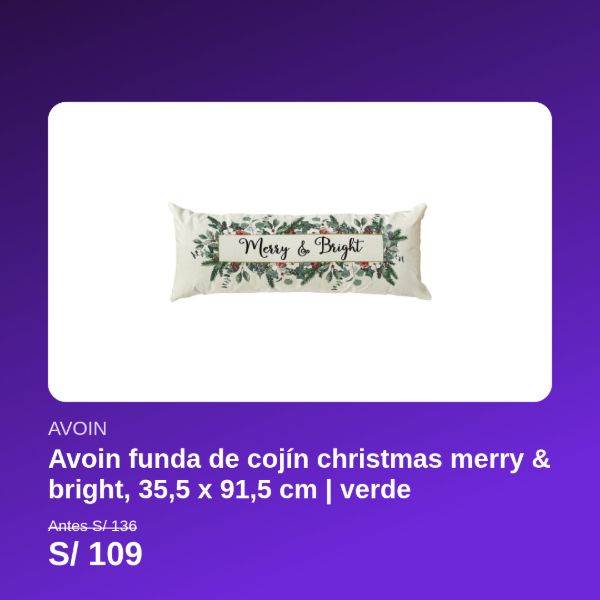 Merry & Bright
AVOIN
Avoin funda de cojín christmas merry &
bright, 35,5 x 91,5 cm | verde
Antes S/ 136
S/ 109